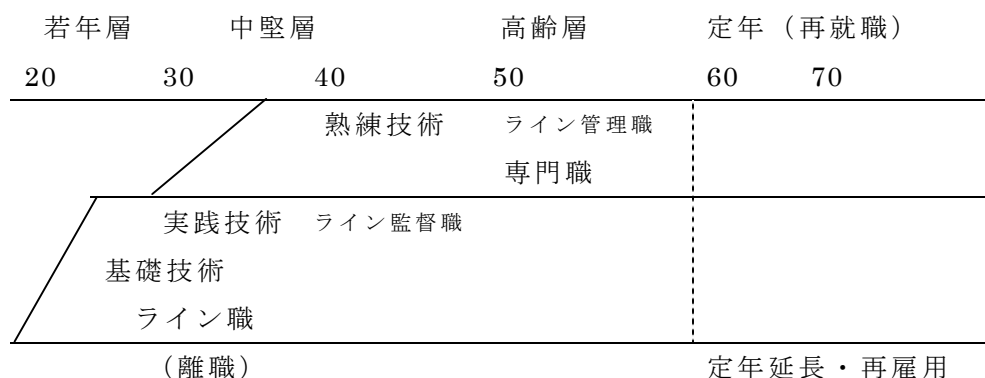 若年層 中堅層 高齢層 定年（再就職）
20 30 40 50 60 70
熟練技術 ライン管理職
専門職
実践技術 ライン監督職
基礎技術
ライン職
（離職） 定年延長・再雇用